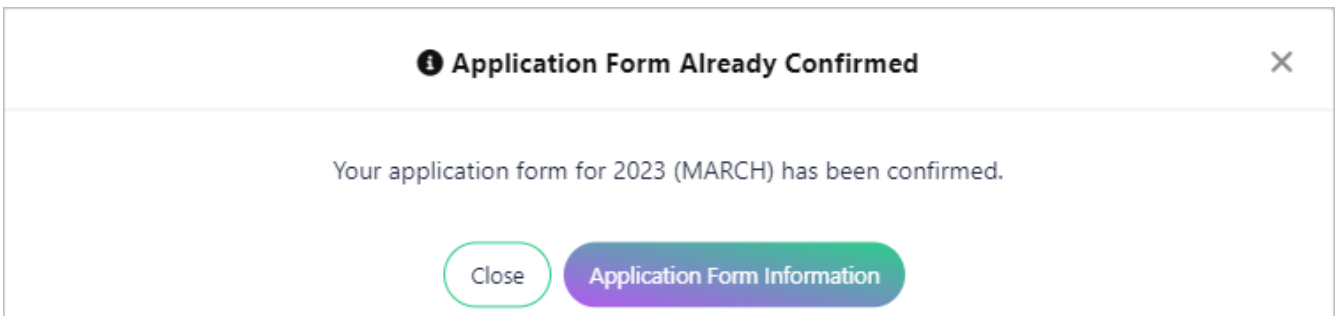 Application Form Already Confirmed
Your application form for 2023 (MARCH) has been confirmed.
Close
Application Form Information